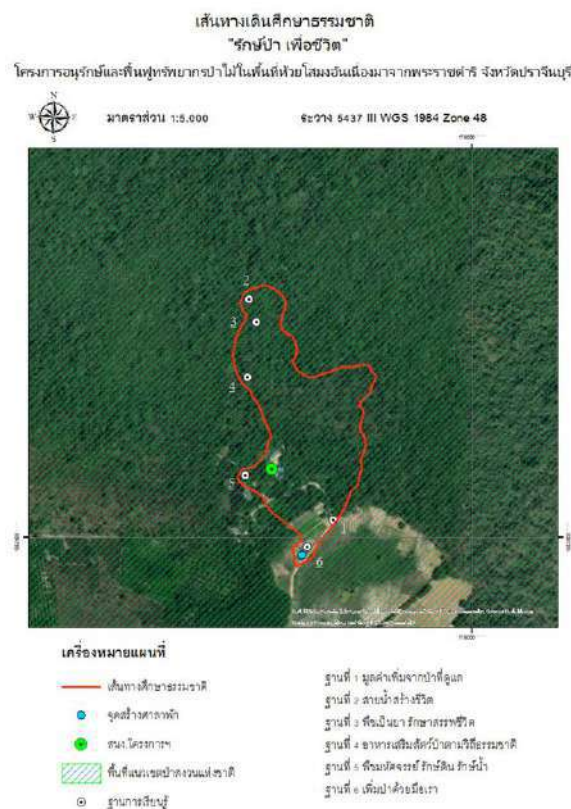 เส้นทางเดินศึกษาธรรมชาติ
"รักษ์ป่า เพื่อชีวิต"
โครงการอนุรักษ์และฟื้นฟูทรัพยากรป่าไม้ในพื้นที่ห้วยโสมงอันเนื่องมาจากพระราชดำริ จังหวัดปราจีนบุรี
N
W
E
S
มาตราส่วน 1:5,000
ระวาง 5437 III WGS 1984 Zone 48
2
3
4
5
1
6
เครื่องหมายแผนที่
เส้นทางศึกษาธรรมชาติ
จุดสร้างศาลาพัก
สนง.โครงการฯ
พื้นที่แนวเขตป่าสงวนแห่งชาติ
ฐานการเรียนรู้
ฐานที่ 1 มูลค่าเพิ่มจากป่าที่ดูแล
ฐานที่ 2 สายน้ำสร้างชีวิต
ฐานที่ 3 พืชเป็นยา รักษาสรรพชีวิต
ฐานที่ 4 อาหารเสริมสัตว์ป่าตามวิถีธรรมชาติ
ฐานที่ 5 พืชมหัศจรรย์ รักษ์ดิน รักษ์น้ำ
ฐานที่ 6 เพิ่มป่าด้วยมือเรา